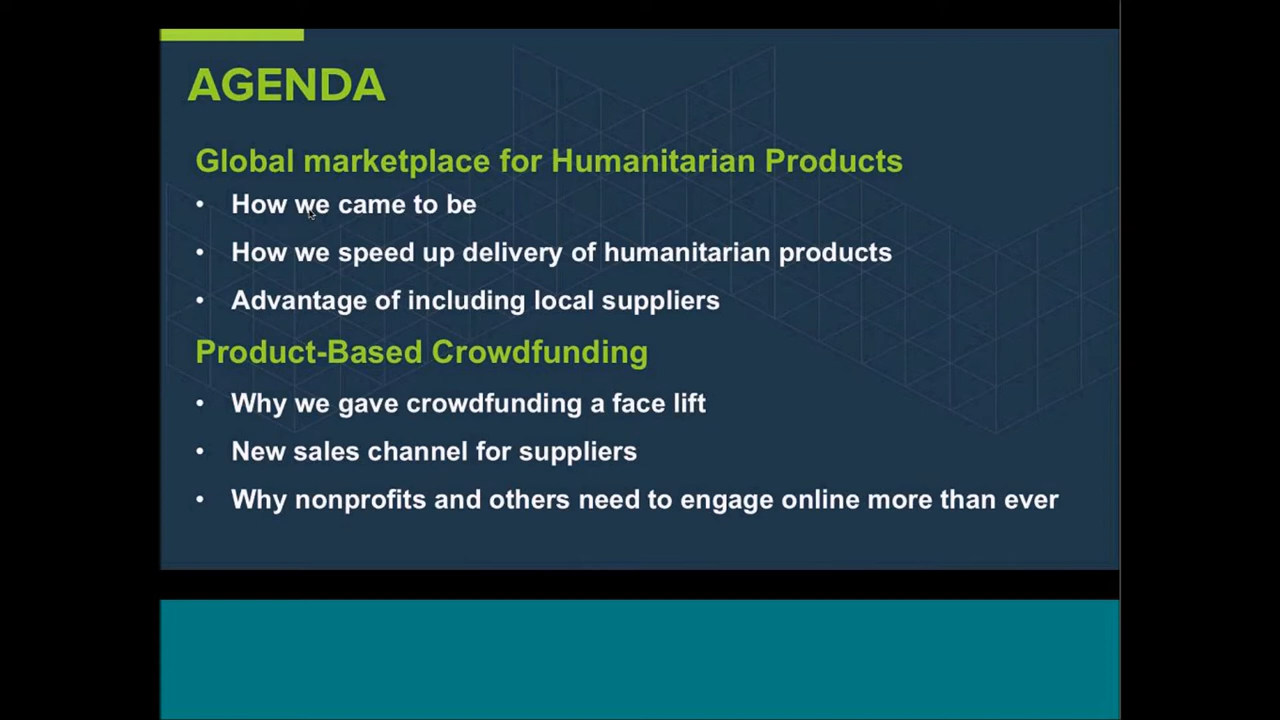 AGENDA
Global marketplace for Humanitarian Products
• How we came to be
• How we speed up delivery of humanitarian products
• Advantage of including local suppliers
Product-Based Crowdfunding
• Why we gave crowdfunding a face lift
• New sales channel for suppliers
• Why nonprofits and others need to engage online more than ever